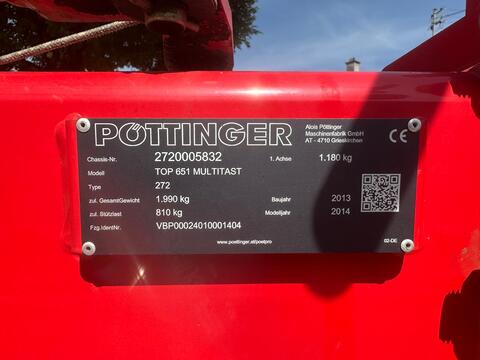 PÖTTINGER
Alois Pöttinger
Maschinenfabrik GmbH
AT - 4710 Grieskirchen
CE
Chassis-Nr. 2720005832 1. Achse 1.180 kg
Modell TOP 651 MULTITAST
Type 272
zul. GesamtGewicht 1.990 kg Baujahr 2013
zul. Stützlast 810 kg Modelljahr 2014
Fzg.IdentNr. VBP00024010001404
www.poettinger.at/poetpro
02-DE